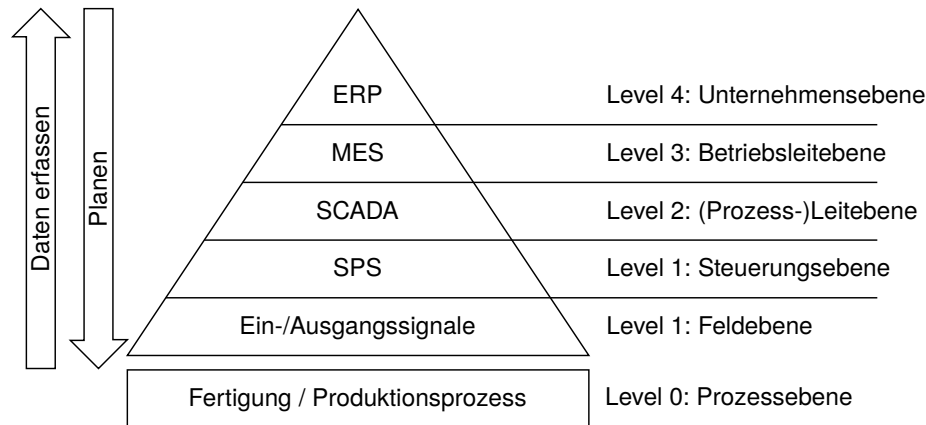 Daten erfassen
Planen
ERP
Level 4: Unternehmensebene
MES
Level 3: Betriebsleitebene
SCADA
Level 2: (Prozess-)Leitebene
SPS
Level 1: Steuerungsebene
Ein-/Ausgangssignale
Level 1: Feldebene
Fertigung / Produktionsprozess
Level 0: Prozessebene